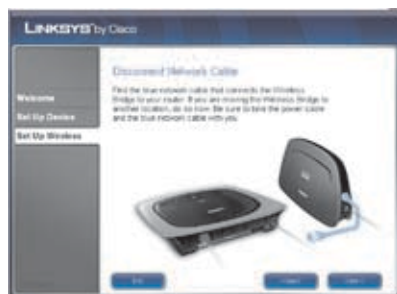 LINKSYS by Cisco
Disconnect Network Cable
Find the blue network cable that connects the Wireless
Bridge to your router. If you are moving the Wireless Bridge to
another location, do so now. Be sure to take the power cable
and the blue network cable with you.
Welcome
Set Up Device
Set Up Wireless